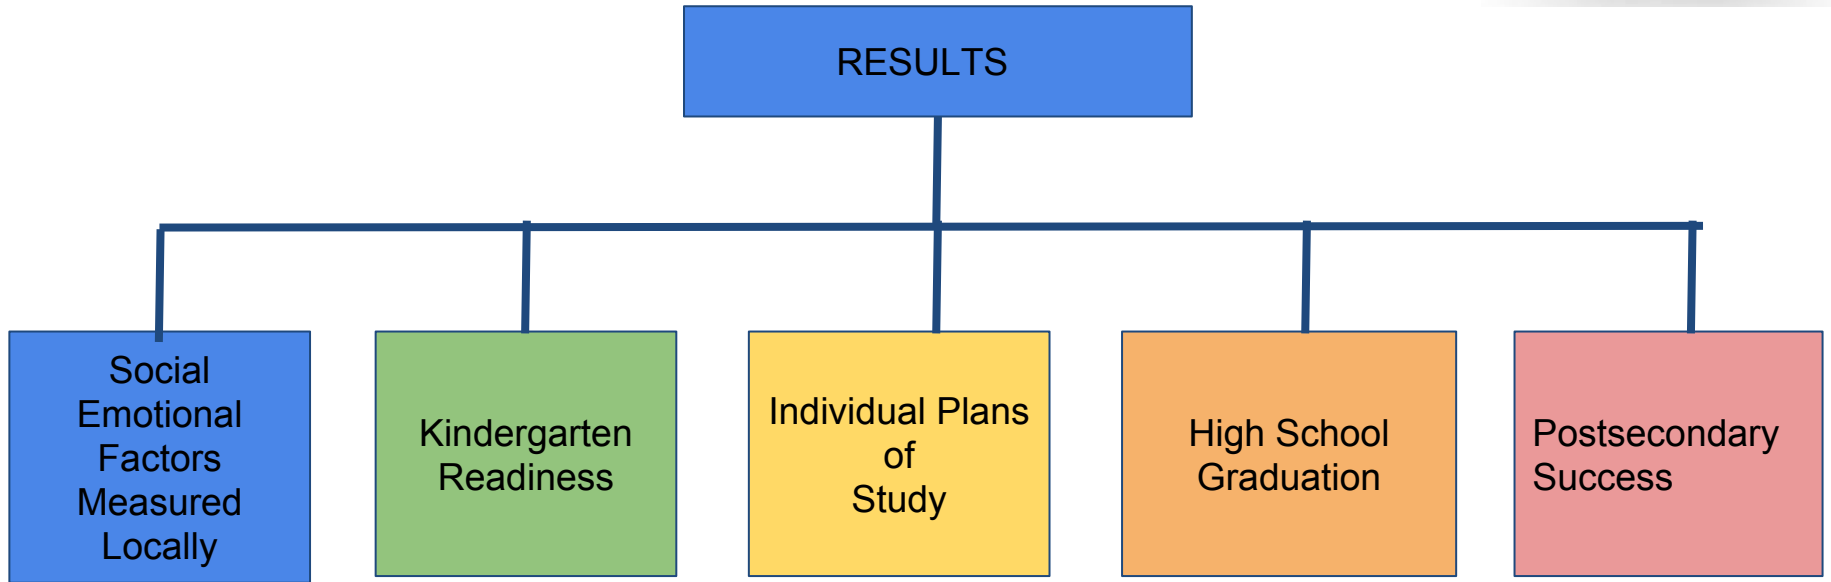 RESULTS
Social
Emotional
Factors
Measured
Locally
Kindergarten
Readiness
Individual Plans
of
Study
High School
Graduation
Postsecondary
Success